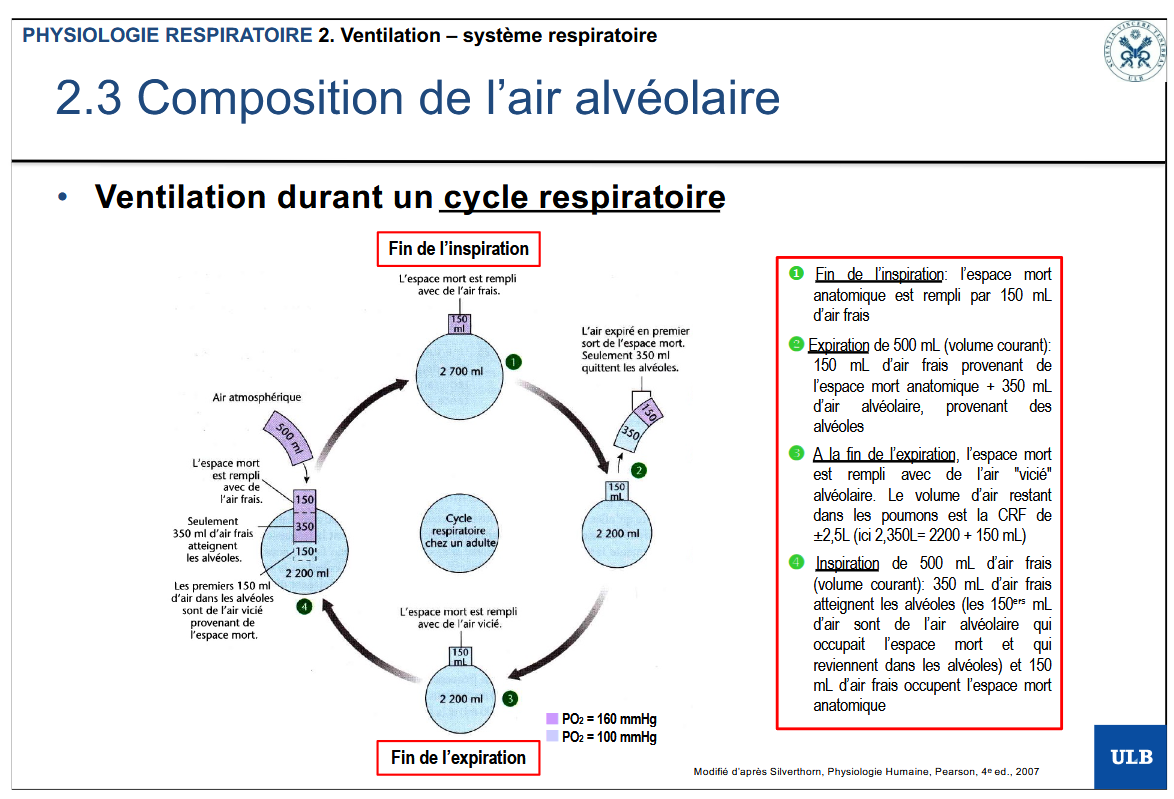 PHYSIOLOGIE RESPIRATOIRE 2. Ventilation – système respiratoire
SCIENTIA VINCERE TENEBRAS
ULB
2.3 Composition de l'air alvéolaire
• Ventilation durant un cycle respiratoire
Fin de l'inspiration
L'espace mort est rempli
avec de l'air frais.
150
ml
2 700 ml
1
L'air expiré en premier
sort de l'espace mort.
Seulement 350 ml
quittent les alvéoles.
150
350
2
150
mL
2 200 ml
Air atmosphérique
500 ml
L'espace mort
est rempli
avec de
l'air frais.
150
Seulement
350 ml d'air frais
atteignent
les alvéoles.
350
150
2 200 ml
Les premiers 150 ml
d'air dans les alvéoles
sont de l'air vicié
provenant de
l'espace mort.
4
Cycle
respiratoire
chez un adulte
L'espace mort est rempli
avec de l'air vicié.
150
mL
2 200 ml
3
PO2 = 160 mmHg
PO2 = 100 mmHg
Fin de l'expiration
1 Fin de l'inspiration: l'espace mort
anatomique est rempli par 150 mL
d'air frais
2 Expiration de 500 mL (volume courant):
150 mL d'air frais provenant de
l'espace mort anatomique + 350 mL
d'air alvéolaire, provenant des
alvéoles
3 A la fin de l'expiration, l'espace mort
est rempli avec de l'air "vicié"
alvéolaire. Le volume d'air restant
dans les poumons est la CRF de
±2,5L (ici 2,350L= 2200 + 150 mL)
4 Inspiration de 500 mL d'air frais
(volume courant): 350 mL d'air frais
atteignent les alvéoles (les 150ers mL
d'air sont de l'air alvéolaire qui
occupait l'espace mort et qui
reviennent dans les alvéoles) et 150
mL d'air frais occupent l'espace mort
anatomique
Modifié d'après Silverthorn, Physiologie Humaine, Pearson, 4e ed., 2007
ULB